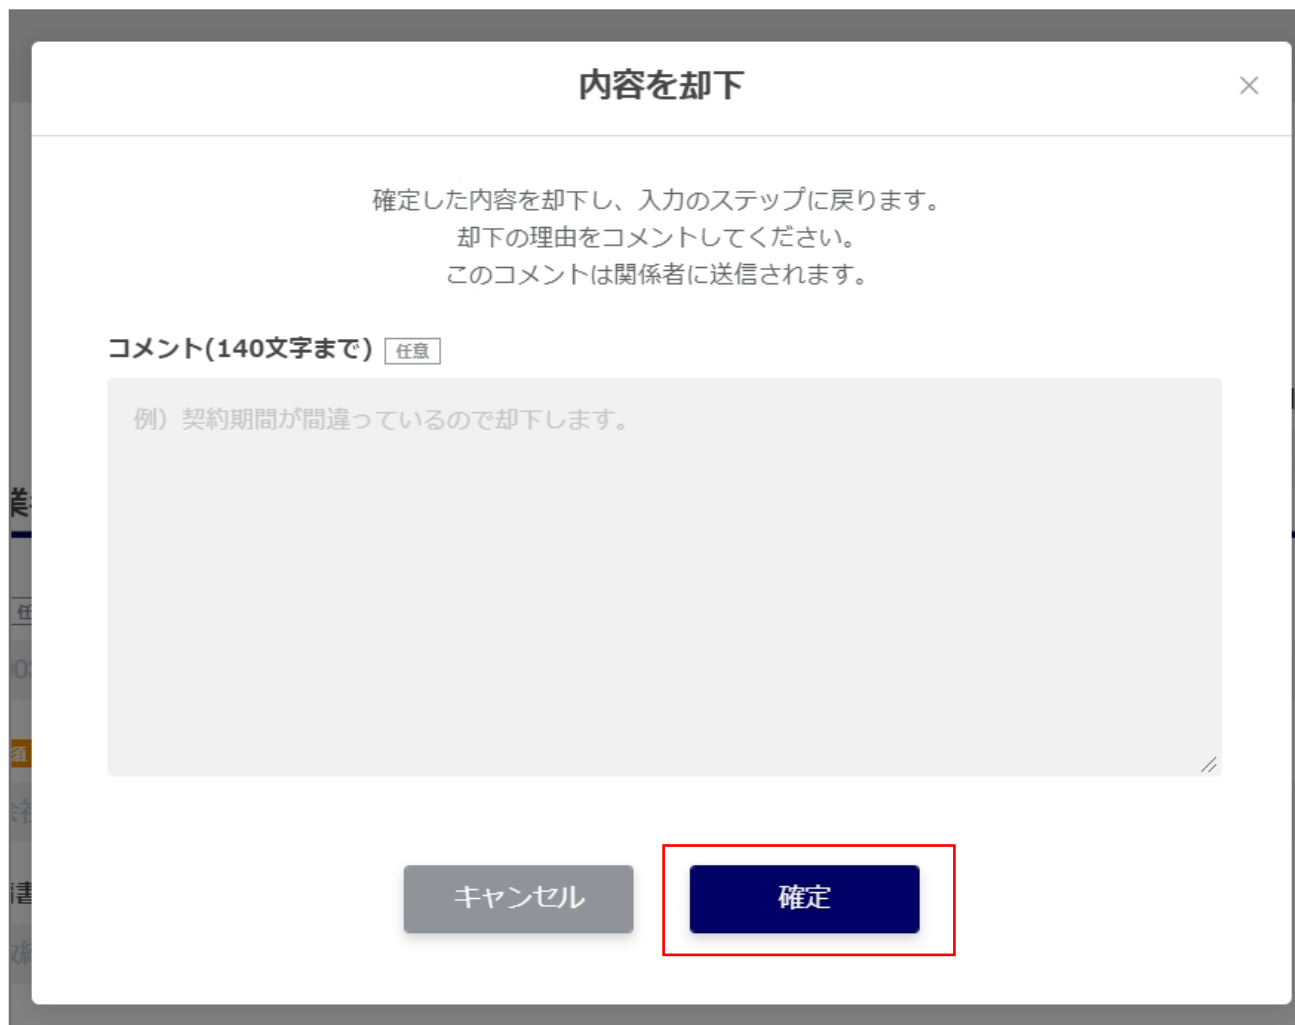 内容を却下
確定した内容を却下し、入力のステップに戻ります。
却下の理由をコメントしてください。
このコメントは関係者に送信されます。
コメント(140文字まで) 任意
例）契約期間が間違っているので却下します。
業
任
須
キャンセル 確定